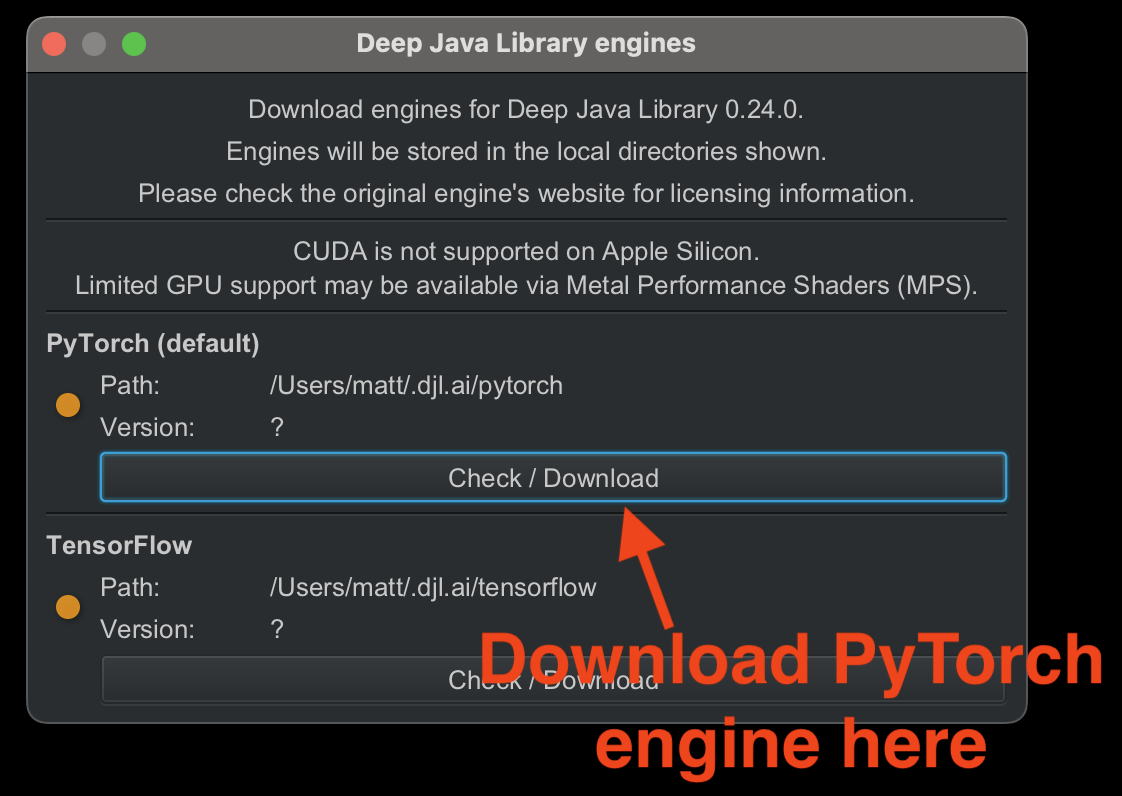 Deep Java Library engines
Download engines for Deep Java Library 0.24.0.
Engines will be stored in the local directories shown.
Please check the original engine's website for licensing information.
CUDA is not supported on Apple Silicon.
Limited GPU support may be available via Metal Performance Shaders (MPS).
PyTorch (default)
Path: /Users/matt/.djl.ai/pytorch
Version: ?
Check / Download
TensorFlow
Path: /Users/matt/.djl.ai/tensorflow
Version: ?
Check / Download
Download PyTorch
engine here